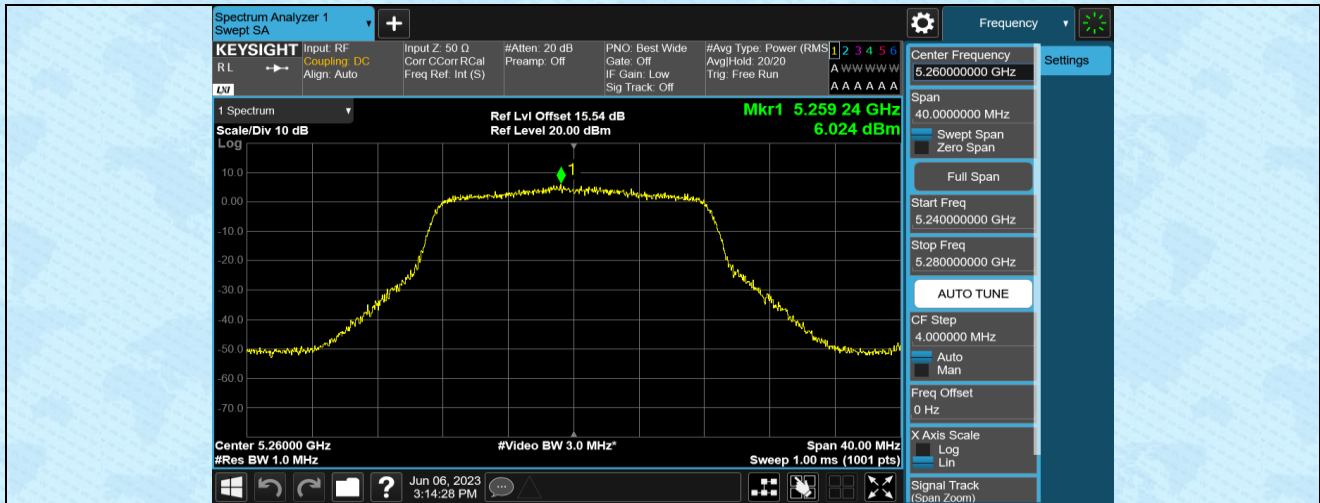 Spectrum Analyzer 1
Swept SA
+
Frequency
KEYSIGHT
RL
LXI
Input: RF
Coupling: DC
Align: Auto
Input Z: 50 Ω
Corr CCorr RCal
Freq Ref: Int (S)
#Atten: 20 dB
Preamp: Off
PNO: Best Wide
Gate: Off
IF Gain: Low
Sig Track: Off
#Avg Type: Power (RMS
Avg|Hold: 20/20
Trig: Free Run
1 2 3 4 5 6
A W W W W W
A A A A A A
1 Spectrum
Scale/Div 10 dB
Log
Ref Lvl Offset 15.54 dB
Ref Level 20.00 dBm
Mkr1 5.259 24 GHz
6.024 dBm
1
10.0
0.00
-10.0
-20.0
-30.0
-40.0
-50.0
-60.0
-70.0
Center 5.26000 GHz
#Video BW 3.0 MHz*
Span 40.00 MHz
#Res BW 1.0 MHz
Sweep 1.00 ms (1001 pts)
?
Jun 06, 2023
3:14:28 PM
Center Frequency
5.260000000 GHz
Settings
Span
40.0000000 MHz
Swept Span
Zero Span
Full Span
Start Freq
5.240000000 GHz
Stop Freq
5.280000000 GHz
AUTO TUNE
CF Step
4.000000 MHz
Auto
Man
Freq Offset
0 Hz
X Axis Scale
Log
Lin
Signal Track
(Span Zoom)